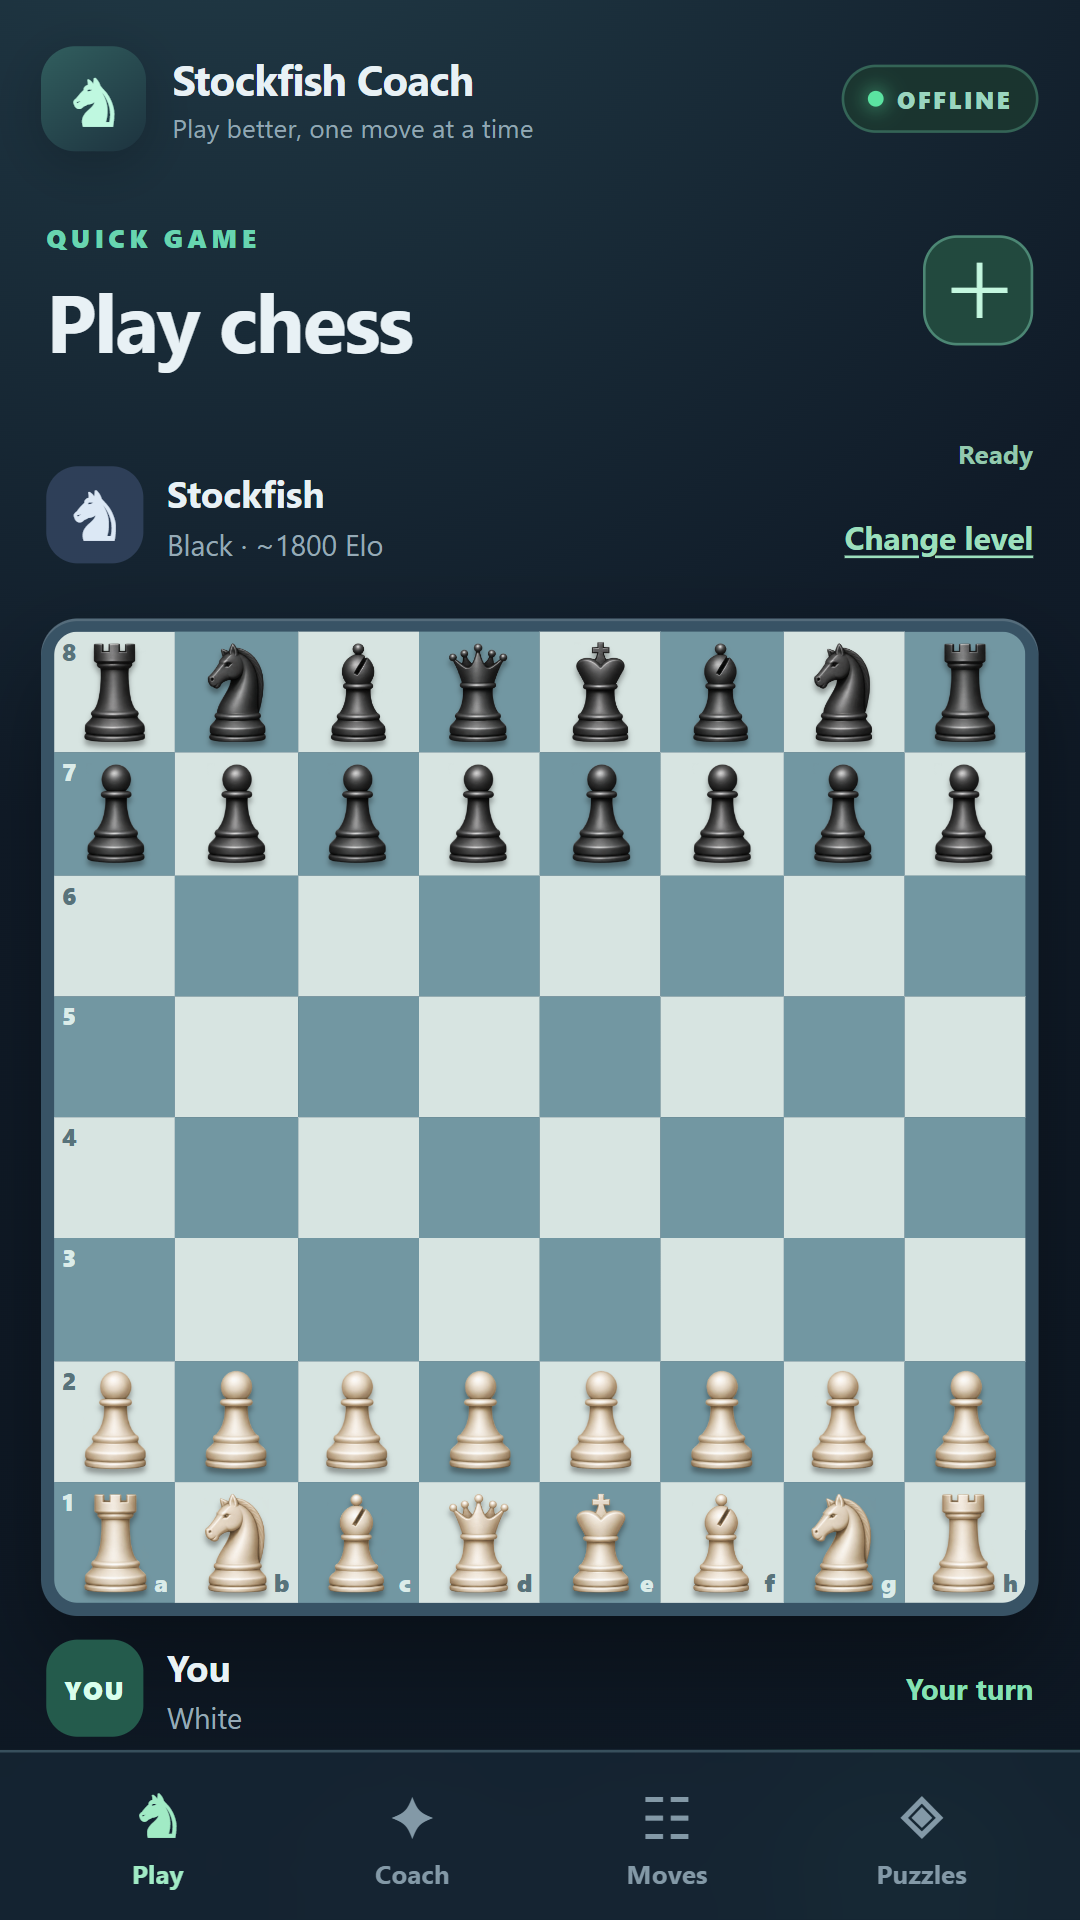 Stockfish Coach
Play better, one move at a time
OFFLINE
QUICK GAME
Play chess
Ready
Stockfish
Black · ~1800 Elo
Change level
8
7
6
5
4
3
2
1
a b c d e f g h
YOU
You
White
Your turn
Play
Coach
Moves
Puzzles